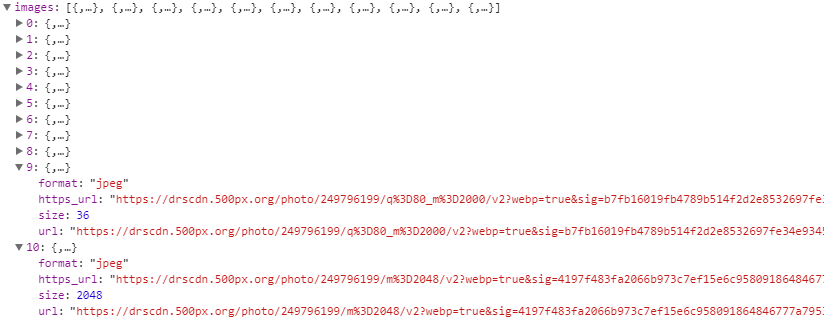 ▼ images: [{,…}, {,…}, {,…}, {,…}, {,…}, {,…}, {,…}, {,…}, {,…}, {,…}, {,…}]
▶ 0: {,…}
▶ 1: {,…}
▶ 2: {,…}
▶ 3: {,…}
▶ 4: {,…}
▶ 5: {,…}
▶ 6: {,…}
▶ 7: {,…}
▶ 8: {,…}
▼ 9: {,…}
format: "jpeg"
https_url: "https://drscdn.500px.org/photo/249796199/q%3D80_m%3D2000/v2?webp=true&sig=b7fb16019fb4789b514f2d2e8532697fe3
size: 36
url: "https://drscdn.500px.org/photo/249796199/q%3D80_m%3D2000/v2?webp=true&sig=b7fb16019fb4789b514f2d2e8532697fe34e9345
▼ 10: {,…}
format: "jpeg"
https_url: "https://drscdn.500px.org/photo/249796199/m%3D2048/v2?webp=true&sig=4197f483fa2066b973c7ef15e6c9580918648467​7
size: 2048
url: "https://drscdn.500px.org/photo/249796199/m%3D2048/v2?webp=true&sig=4197f483fa2066b973c7ef15e6c958091864846777a795